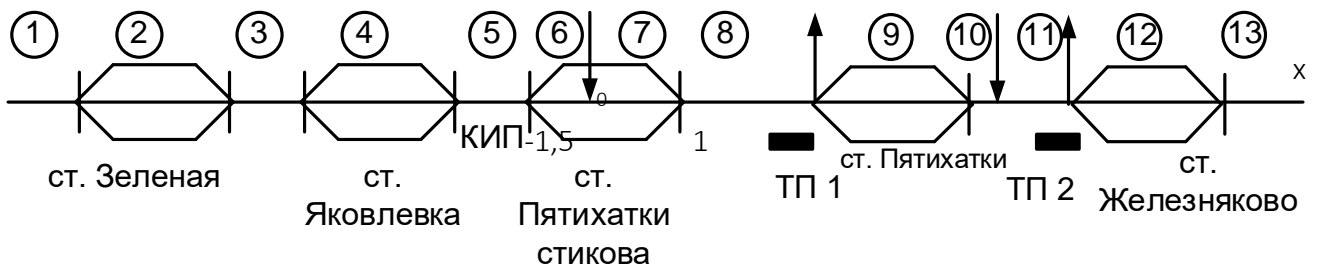 1 2 3 4 5 6 7 8 9 10 11 12 13
X
0
КИП-1,5 1
ст. Зеленая
ст.
Яковлевка
ст.
Пятихатки
стикова
ТП 1
ст. Пятихатки
ТП 2
ст.
Железняково